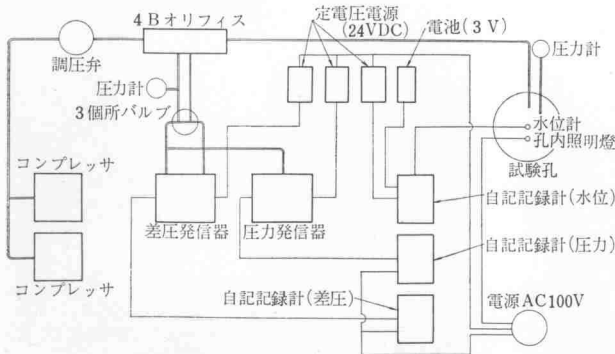 4Bオリフィス
定電圧電源
(24VDC)
電池(3V)
調圧弁
圧力計
圧力計
3個所バルブ
水位計
孔内照明燈
試験孔
コンプレッサ
差圧発信器
圧力発信器
自記記録計(水位)
自記記録計(圧力)
コンプレッサ
自記記録計(差圧)
電源AC100V